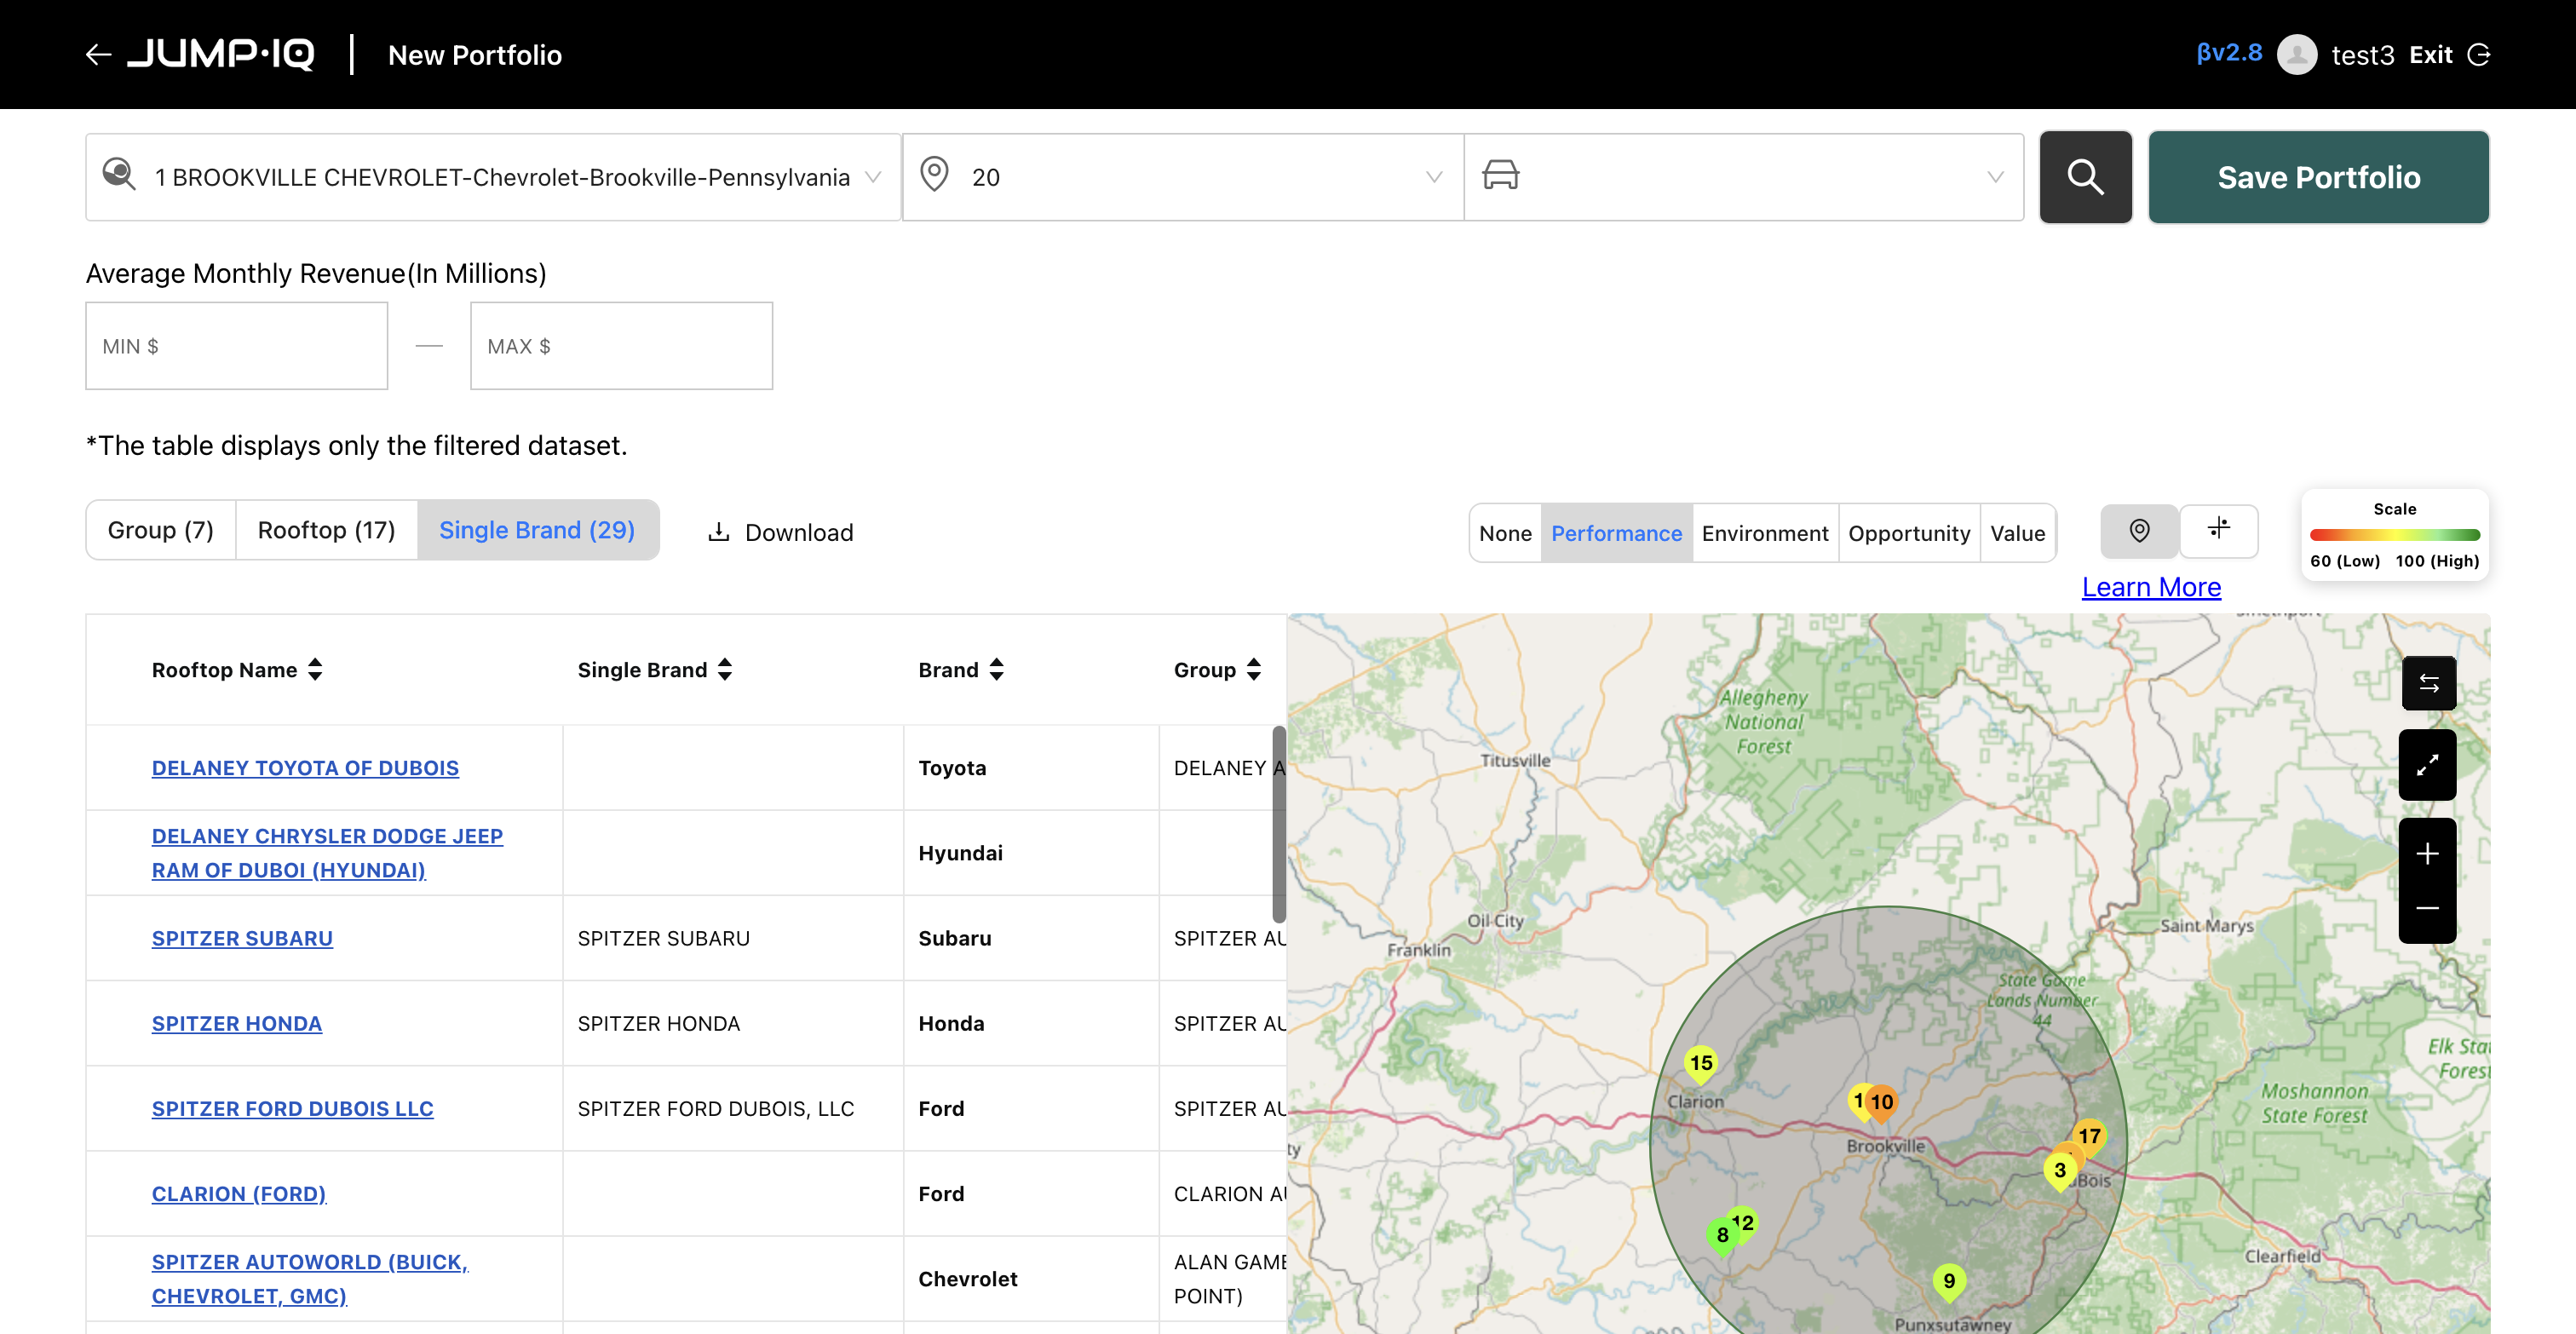 JUMP·IQ
New Portfolio
βv2.8
test3
Exit
1 BROOKVILLE CHEVROLET-Chevrolet-Brookville-Pennsylvania
20
Save Portfolio
Average Monthly Revenue(In Millions)
MIN $
MAX $
*The table displays only the filtered dataset.
Group (7)
Rooftop (17)
Single Brand (29)
Download
None
Performance
Environment
Opportunity
Value
Learn More
Scale
60 (Low)
100 (High)
Rooftop Name
Single Brand
Brand
Group
DELANEY TOYOTA OF DUBOIS
Toyota
DELANEY A
DELANEY CHRYSLER DODGE JEEP
RAM OF DUBOI (HYUNDAI)
Hyundai
SPITZER SUBARU
SPITZER SUBARU
Subaru
SPITZER AU
SPITZER HONDA
SPITZER HONDA
Honda
SPITZER AU
SPITZER FORD DUBOIS LLC
SPITZER FORD DUBOIS, LLC
Ford
SPITZER AU
CLARION (FORD)
Ford
CLARION AU
SPITZER AUTOWORLD (BUICK,
CHEVROLET, GMC)
Chevrolet
ALAN GAME
POINT)
Allegheny
National
Forest
Titusville
Oil City
Franklin
Saint Marys
State Game
Lands Number
44
Elk Stat
Forest
Moshannon
State Forest
15
Clarion
1
10
Brookville
17
3
uBois
12
8
Clearfield
9
Punxsutawney